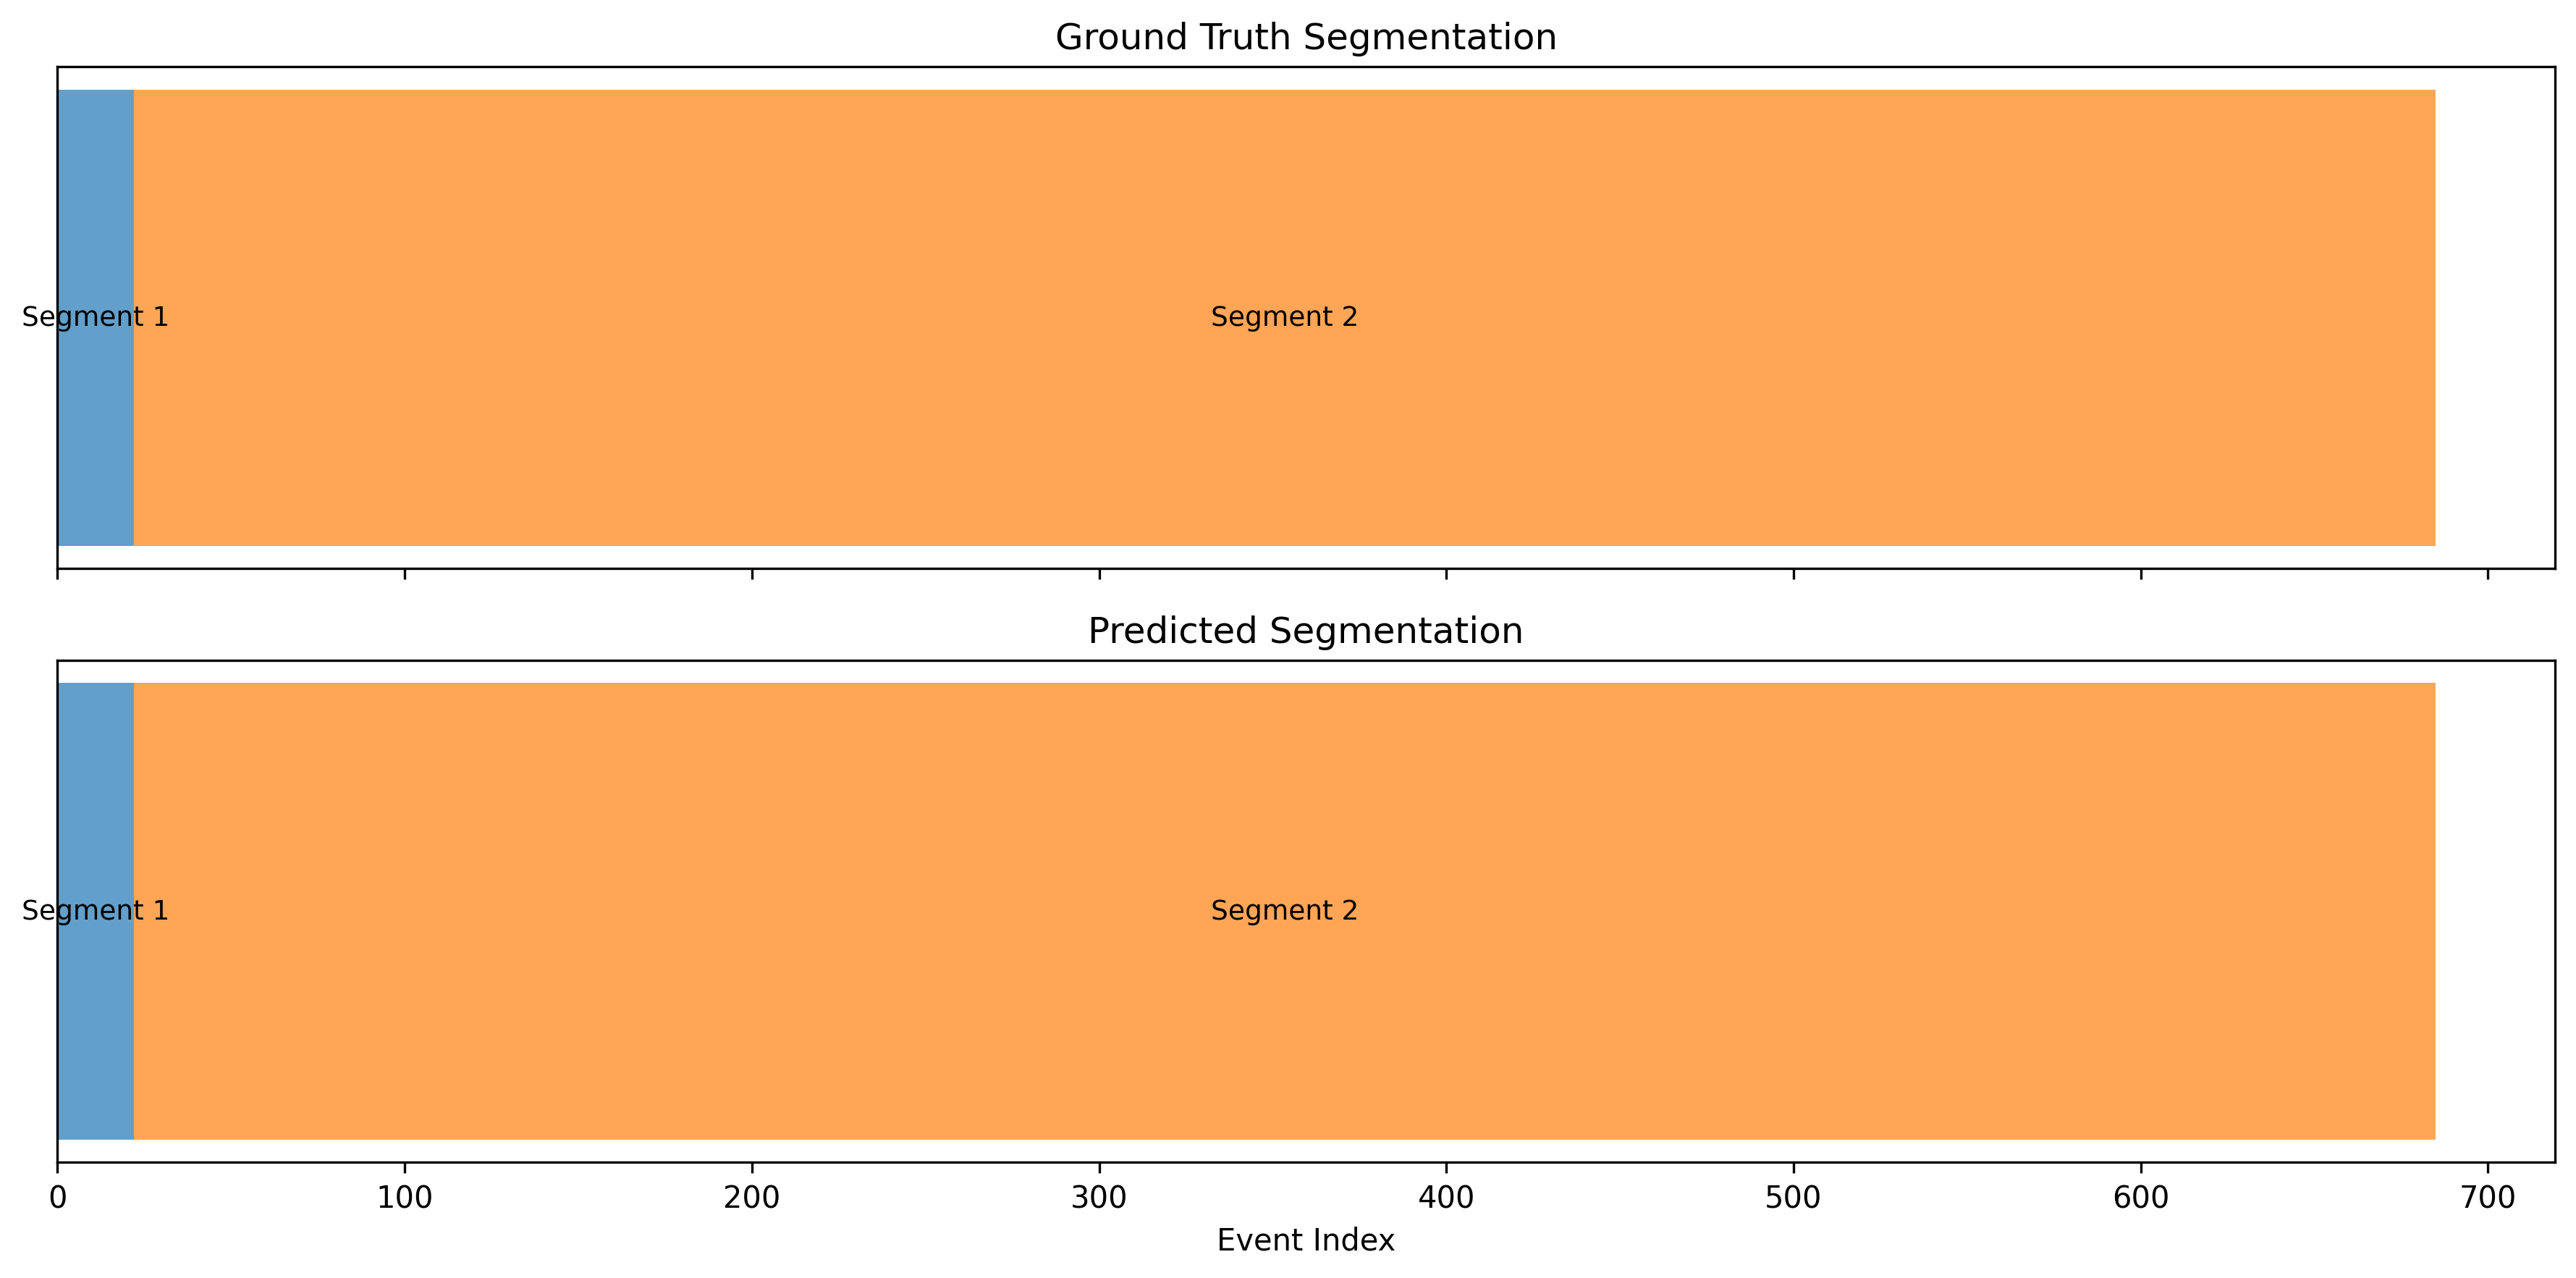 Ground Truth Segmentation
Segment 1 Segment 2
Predicted Segmentation
Segment 1 Segment 2
0 100 200 300 400 500 600 700
Event Index